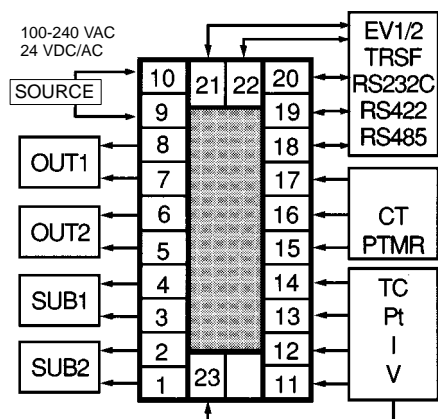 100-240 VAC
24 VDC/AC
SOURCE
OUT1
OUT2
SUB1
SUB2
10
9
8
7
6
5
4
3
2
1
21 22
23
20
19
18
17
16
15
14
13
12
11
EV1/2
TRSF
RS232C
RS422
RS485
CT
PTMR
TC
Pt
I
V